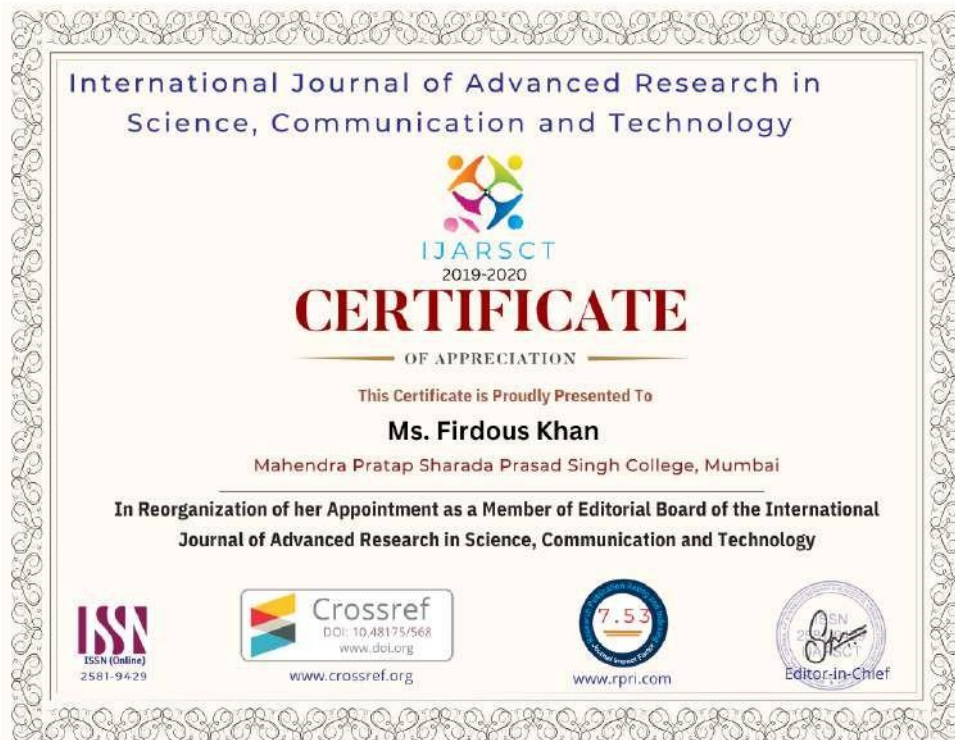 International Journal of Advanced Research in
Science, Communication and Technology
IJARSCT
2019-2020
CERTIFICATE
OF APPRECIATION
This Certificate is Proudly Presented To
Ms. Firdous Khan
Mahendra Pratap Sharada Prasad Singh College, Mumbai
In Reorganization of her Appointment as a Member of Editorial Board of the International
Journal of Advanced Research in Science, Communication and Technology
ISSN
ISSN (Online)
2581-9429
Crossref
DOI: 10.48175/568
www.doi.org
www.crossref.org
7.53
Journal Impact Factor
www.rpri.com
ISSN
Editor-in-Chief